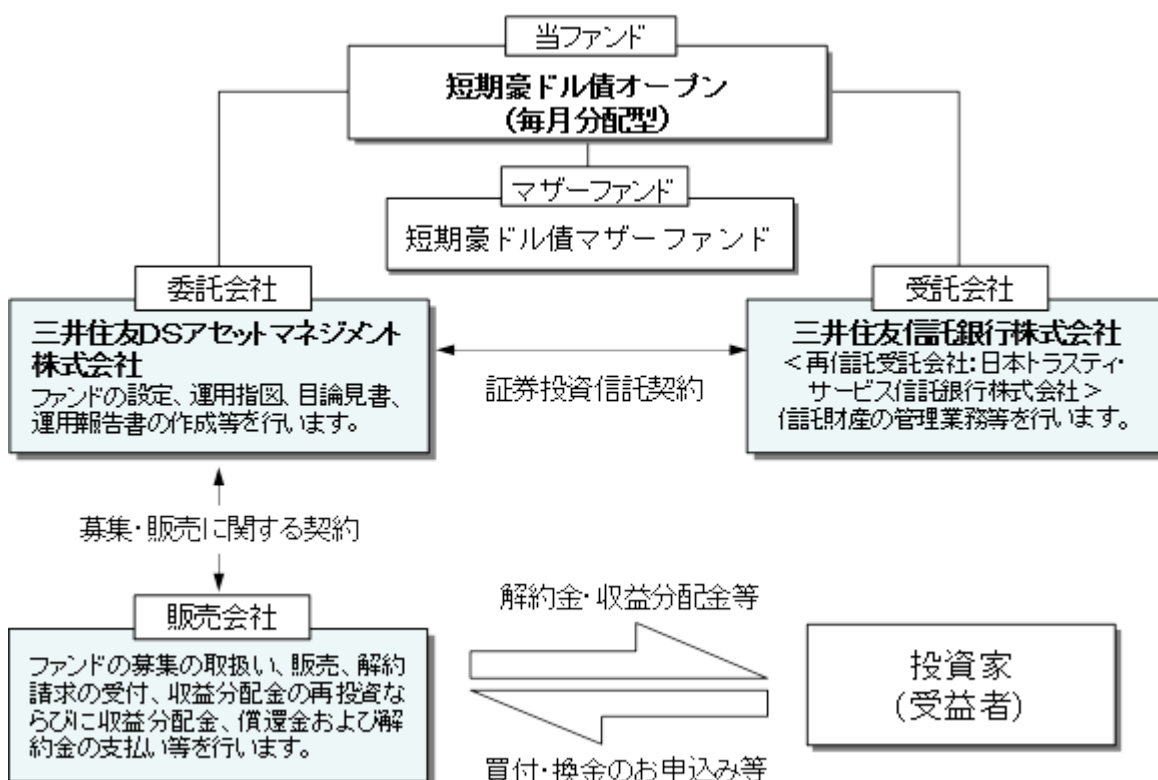 当ファンド
短期豪ドル債オープン
(毎月分配型)
マザーファンド
短期豪ドル債マザーファンド
委託会社
三井住友DSアセットマネジメント
株式会社
ファンドの設定、運用指図、目論見書、
運用報告書の作成等を行います。
証券投資信託契約
受託会社
三井住友信託銀行株式会社
<再信託受託会社:日本トラスティ・
サービス信託銀行株式会社>
信託財産の管理業務等を行います。
募集・販売に関する契約
販売会社
ファンドの募集の取扱い、販売、解約
請求の受付、収益分配金の再投資な
らびに収益分配金、償還金および解
約金の支払い等を行います。
解約金・収益分配金等
買付・換金のお申込み等
投資家
(受益者)